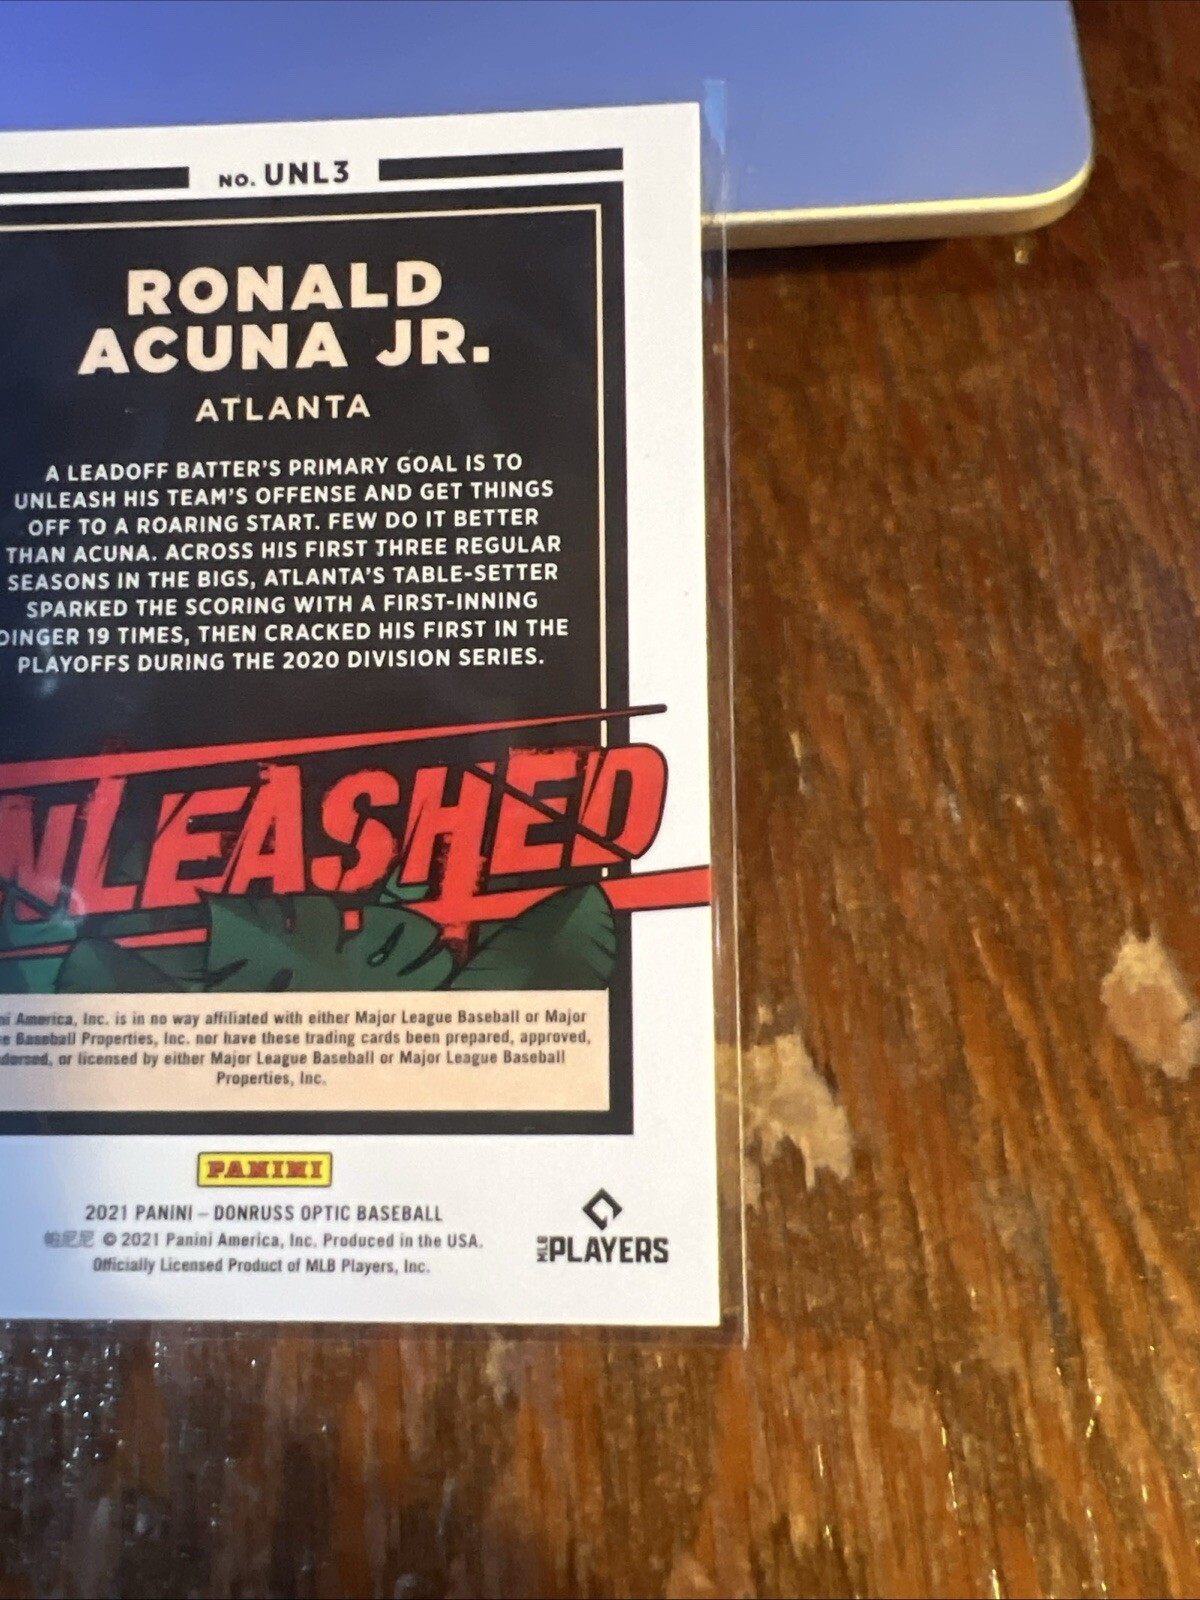 NO. UNL3
RONALD
ACUNA JR.
ATLANTA
A LEADOFF BATTER'S PRIMARY GOAL IS TO
UNLEASH HIS TEAM'S OFFENSE AND GET THINGS
OFF TO A ROARING START. FEW DO IT BETTER
THAN ACUNA. ACROSS HIS FIRST THREE REGULAR
SEASONS IN THE BIGS, ATLANTA'S TABLE-SETTER
SPARKED THE SCORING WITH A FIRST-INNING
DINGER 19 TIMES, THEN CRACKED HIS FIRST IN THE
PLAYOFFS DURING THE 2020 DIVISION SERIES.
NLEASHED
ni America, Inc. is in no way affiliated with either Major League Baseball or Major
e Baseball Properties, Inc. nor have these trading cards been prepared, approved,
dorsed, or licensed by either Major League Baseball or Major League Baseball
Properties, Inc.
PANINI
2021 PANINI – DONRUSS OPTIC BASEBALL
© 2021 Panini America, Inc. Produced in the USA.
Officially Licensed Product of MLB Players, Inc.
MLB PLAYERS